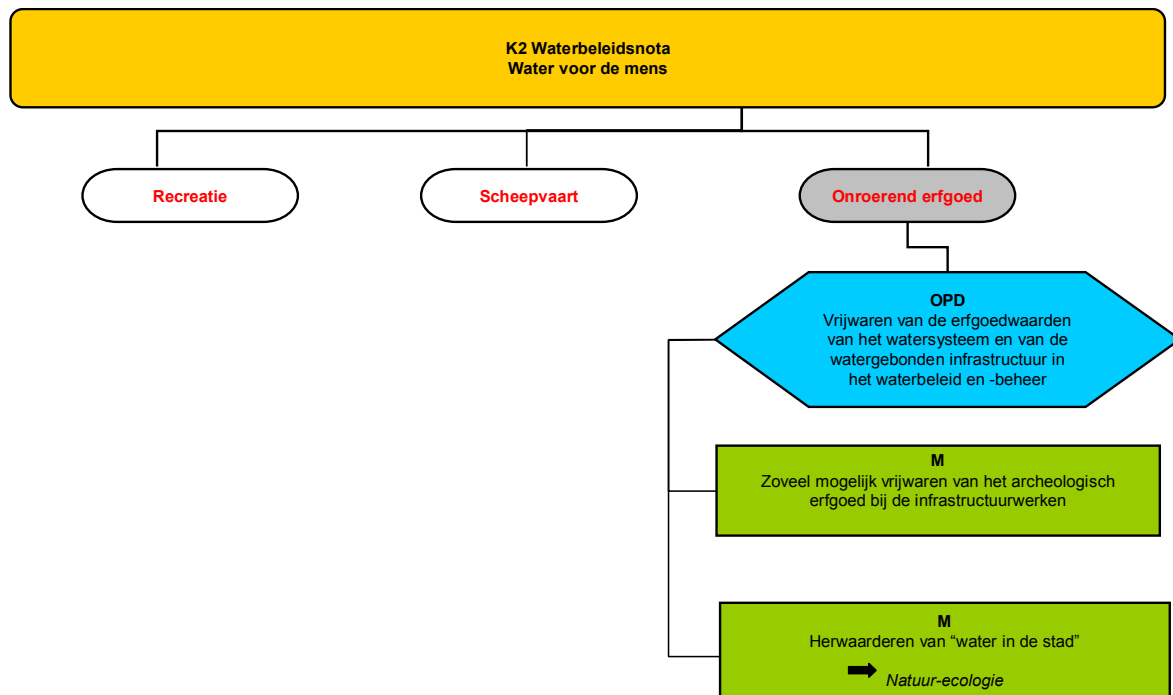 K2 Waterbeleidsnota
Water voor de mens
Recreatie
Scheepvaart
Onroerend erfgoed
OPD
Vrijwaren van de erfgoedwaarden
van het watersysteem en van de
watergebonden infrastructuur in
het waterbeleid en -beheer
M
Zoveel mogelijk vrijwaren van het archeologisch
erfgoed bij de infrastructuurwerken
M
Herwaarderen van “water in de stad”
Natuur-ecologie